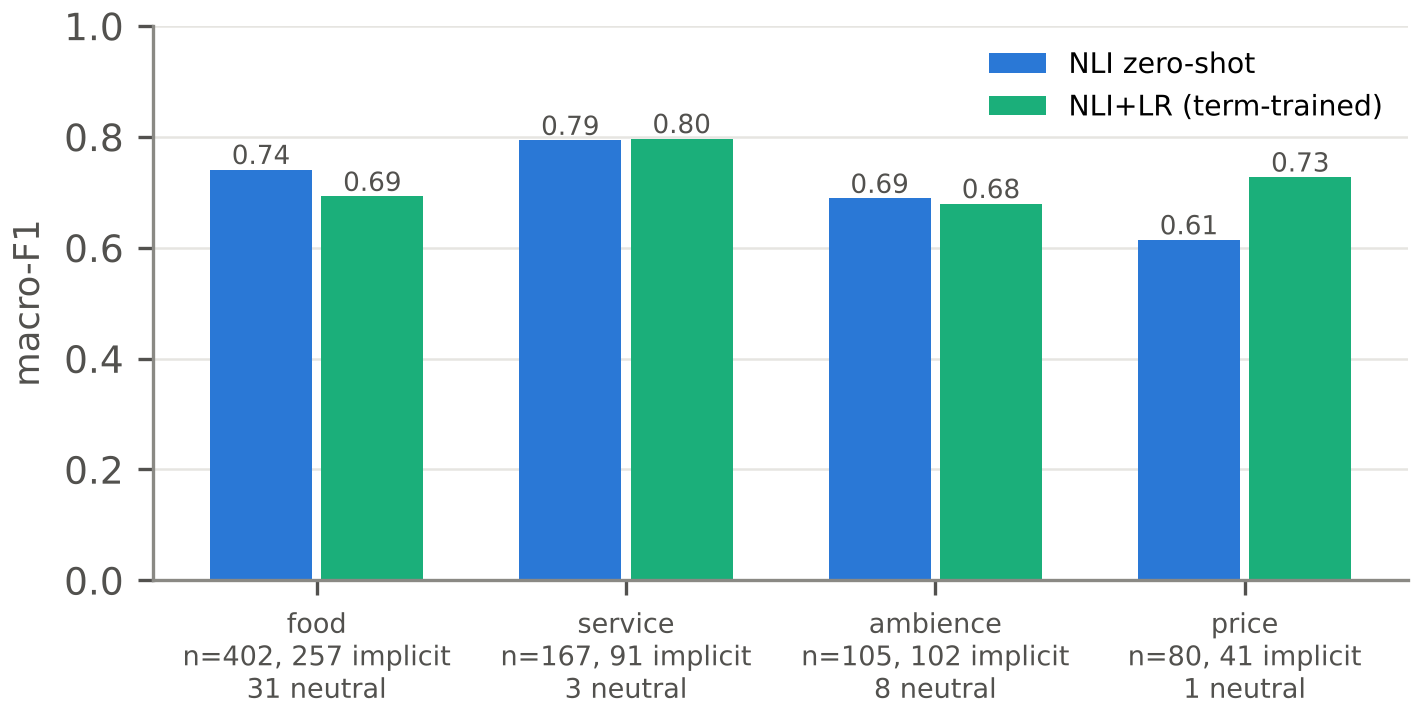 1.0
0.8
0.6
0.4
0.2
0.0
macro-F1
NLI zero-shot
NLI+LR (term-trained)
0.74
0.69
0.79
0.80
0.69
0.68
0.61
0.73
food
n=402, 257 implicit
31 neutral
service
n=167, 91 implicit
3 neutral
ambience
n=105, 102 implicit
8 neutral
price
n=80, 41 implicit
1 neutral